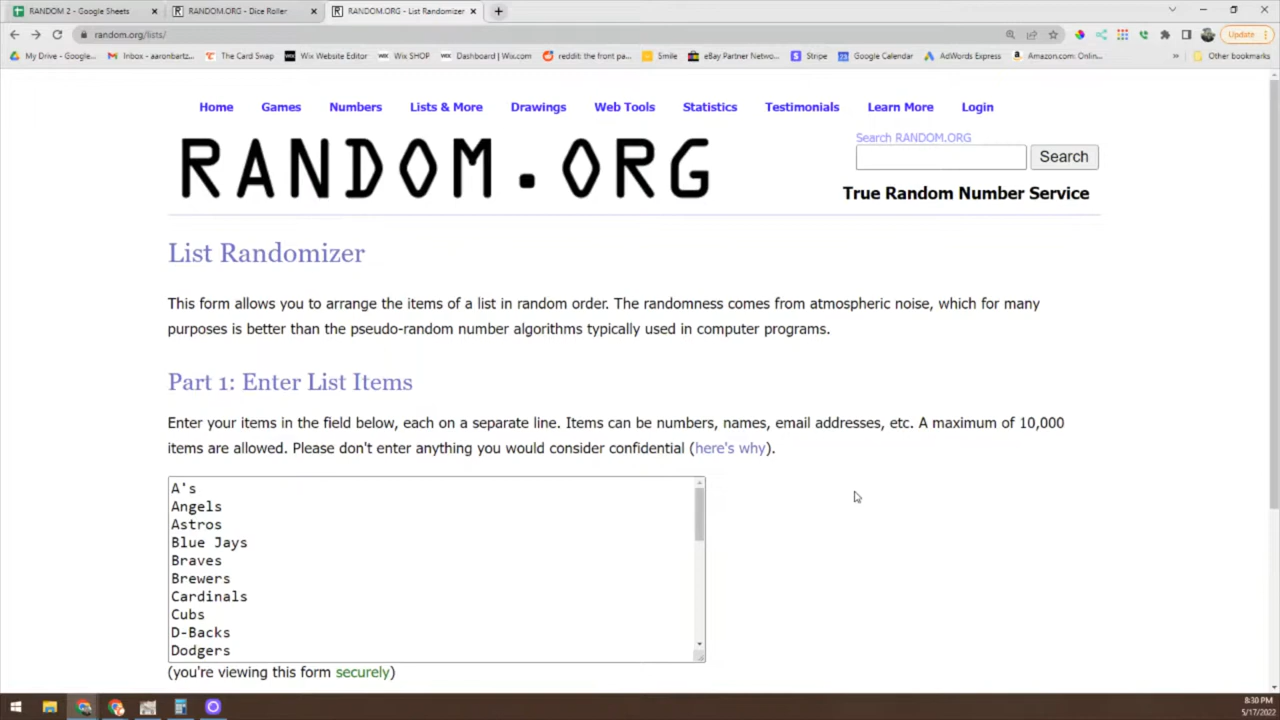 RANDOM 2 - Google Sheets
RANDOM.ORG - Dice Roller
RANDOM.ORG - List Randomizer
random.org/lists/
Update
My Drive - Google...
Inbox - aaronbartz...
The Card Swap
Wix Website Editor
Wix SHOP
Dashboard | Wix.com
reddit: the front pa...
Smile
eBay Partner Netwo...
Stripe
Google Calendar
AdWords Express
Amazon.com: Onlin...
Other bookmarks
Home Games Numbers Lists & More Drawings Web Tools Statistics Testimonials Learn More Login
RANDOM.ORG
Search RANDOM.ORG
Search
True Random Number Service
List Randomizer
This form allows you to arrange the items of a list in random order. The randomness comes from atmospheric noise, which for many
purposes is better than the pseudo-random number algorithms typically used in computer programs.
Part 1: Enter List Items
Enter your items in the field below, each on a separate line. Items can be numbers, names, email addresses, etc. A maximum of 10,000
items are allowed. Please don't enter anything you would consider confidential (here's why).
A's
Angels
Astros
Blue Jays
Braves
Brewers
Cardinals
Cubs
D-Backs
Dodgers
(you're viewing this form securely)
8:30 PM
5/17/2022